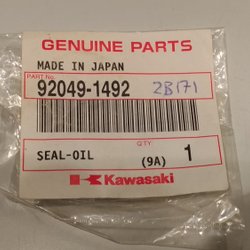 GENUINE PARTS
MADE IN JAPAN
PART No.
92049-1492 2B171
QTY
SEAL-OIL (9A) 1
Kawasaki